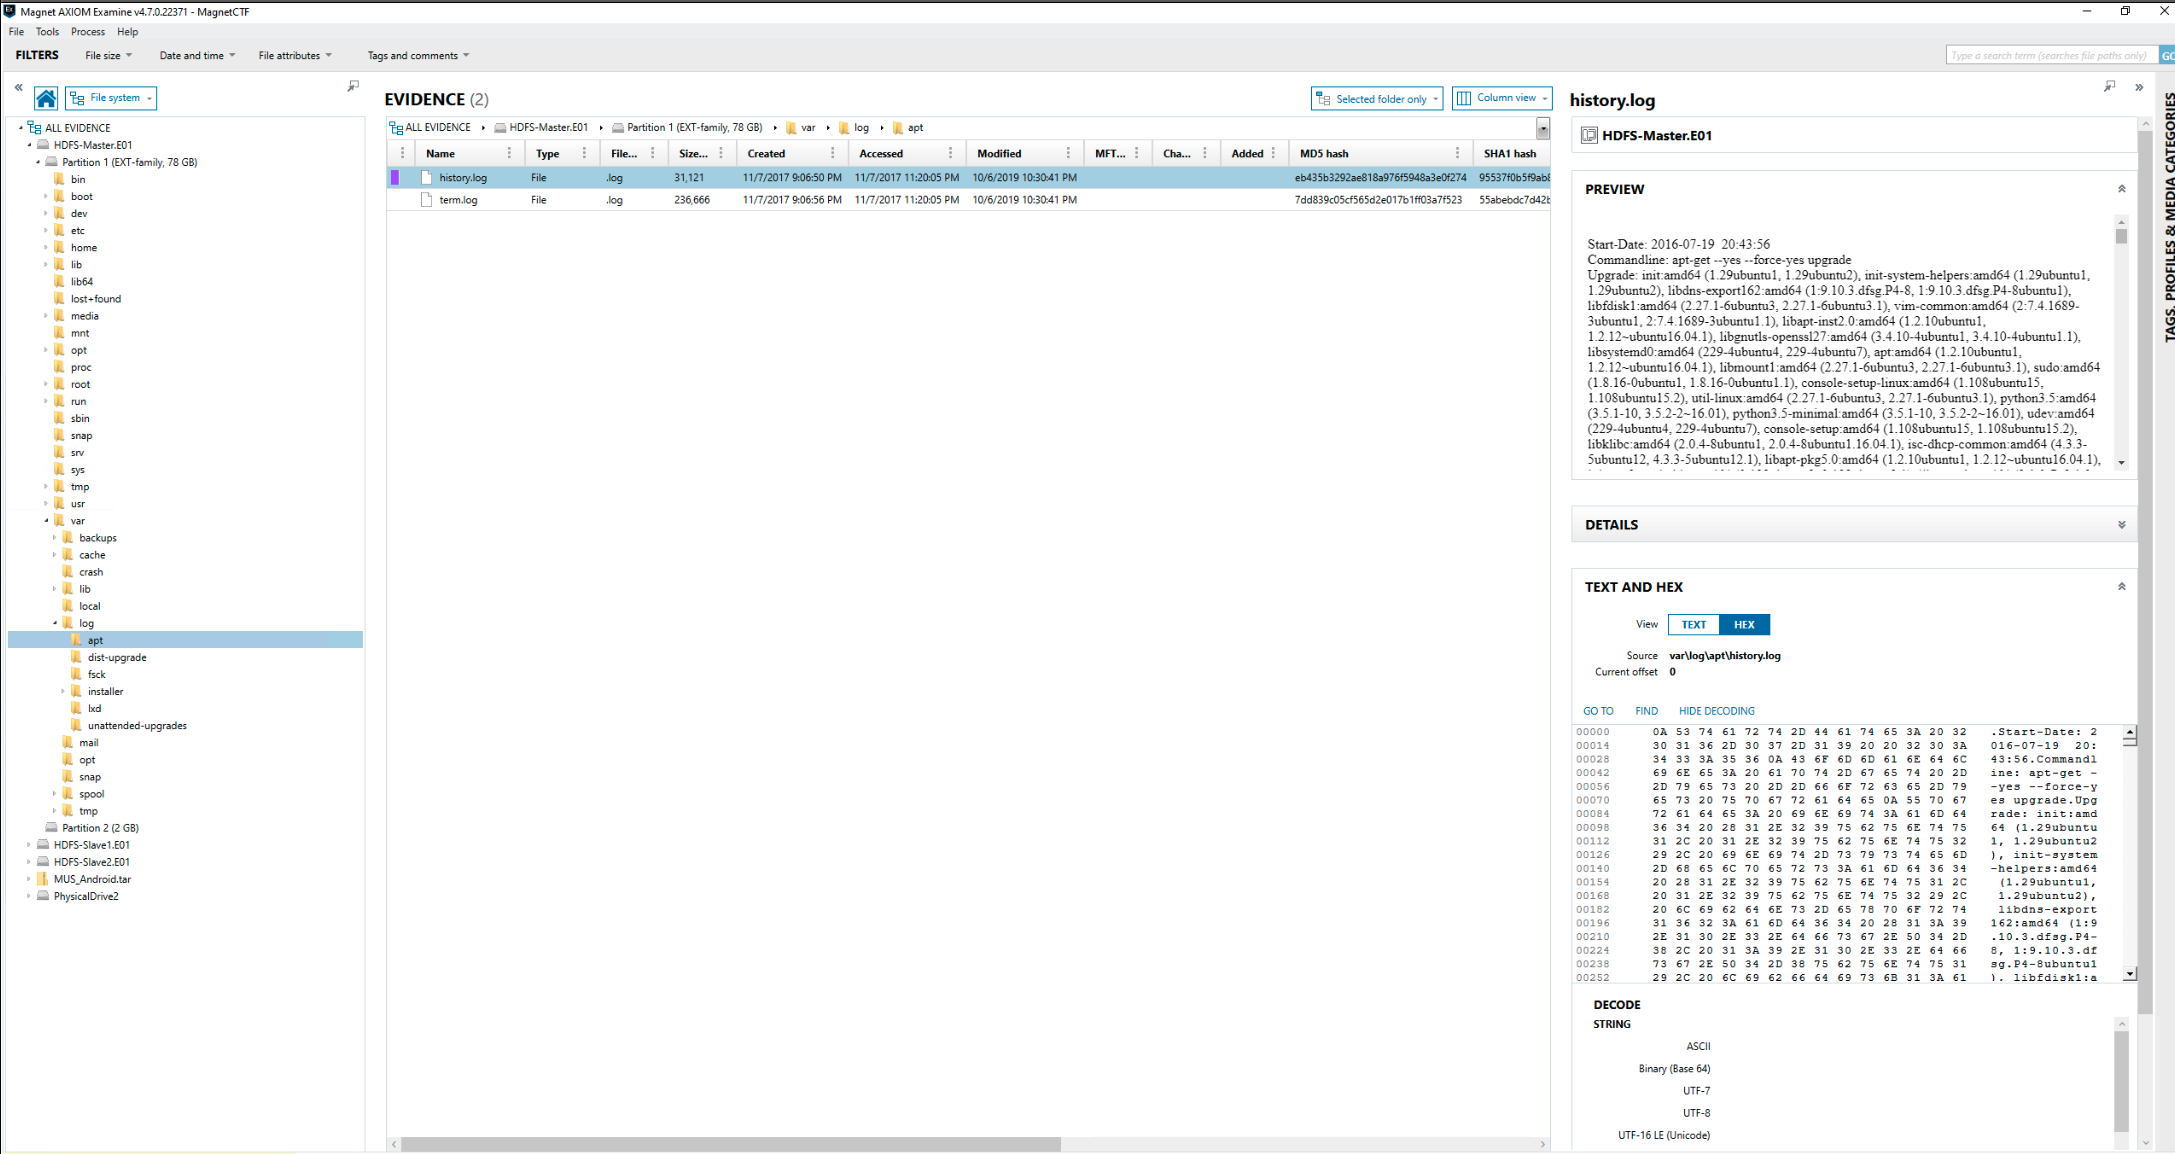 Magnet AXIOM Examine v4.7.0.22371 - MagnetCTF
File Tools Process Help
FILTERS File size Date and time File attributes Tags and comments Type a search term (searches file paths only) GO
File system
ALL EVIDENCE
HDFS-Master.E01
Partition 1 (EXT-family, 78 GB)
bin
boot
dev
etc
home
lib
lib64
lost+found
media
mnt
opt
proc
root
run
sbin
snap
srv
sys
tmp
usr
var
backups
cache
crash
lib
local
log
apt
dist-upgrade
fsck
installer
lxd
unattended-upgrades
mail
opt
snap
spool
tmp
Partition 2 (2 GB)
HDFS-Slave1.E01
HDFS-Slave2.E01
MUS_Android.tar
PhysicalDrive2
EVIDENCE (2)
Selected folder only Column view
ALL EVIDENCE HDFS-Master.E01 Partition 1 (EXT-family, 78 GB) var log apt
Name Type File... Size... Created Accessed Modified MFT... Cha... Added MD5 hash SHA1 hash
history.log File .log 31,121 11/7/2017 9:06:50 PM 11/7/2017 11:20:05 PM 10/6/2019 10:30:41 PM eb435b3292ae818a976f5948a3e0f274 95537f0b5f9ab8
term.log File .log 236,666 11/7/2017 9:06:56 PM 11/7/2017 11:20:05 PM 10/6/2019 10:30:41 PM 7dd839c05cf565d2e017b1ff03a7f523 55abebdc7d42b
history.log
HDFS-Master.E01
PREVIEW
Start-Date: 2016-07-19  20:43:56
Commandline: apt-get --yes --force-yes upgrade
Upgrade: init:amd64 (1.29ubuntu1, 1.29ubuntu2), init-system-helpers:amd64 (1.29ubuntu1,
1.29ubuntu2), libdns-export162:amd64 (1:9.10.3.dfsg.P4-8, 1:9.10.3.dfsg.P4-8ubuntu1),
libfdisk1:amd64 (2.27.1-6ubuntu3, 2.27.1-6ubuntu3.1), vim-common:amd64 (2:7.4.1689-
3ubuntu1, 2:7.4.1689-3ubuntu1.1), libapt-inst2.0:amd64 (1.2.10ubuntu1,
1.2.12~ubuntu16.04.1), libgnutls-openssl27:amd64 (3.4.10-4ubuntu1, 3.4.10-4ubuntu1.1),
libsystemd0:amd64 (229-4ubuntu4, 229-4ubuntu7), apt:amd64 (1.2.10ubuntu1,
1.2.12~ubuntu16.04.1), libmount1:amd64 (2.27.1-6ubuntu3, 2.27.1-6ubuntu3.1), sudo:amd64
(1.8.16-0ubuntu1, 1.8.16-0ubuntu1.1), console-setup-linux:amd64 (1.108ubuntu15,
1.108ubuntu15.2), util-linux:amd64 (2.27.1-6ubuntu3, 2.27.1-6ubuntu3.1), python3.5:amd64
(3.5.1-10, 3.5.2-2~16.01), python3.5-minimal:amd64 (3.5.1-10, 3.5.2-2~16.01), udev:amd64
(229-4ubuntu4, 229-4ubuntu7), console-setup:amd64 (1.108ubuntu15, 1.108ubuntu15.2),
libklibc:amd64 (2.0.4-8ubuntu1, 2.0.4-8ubuntu1.16.04.1), isc-dhcp-common:amd64 (4.3.3-
5ubuntu12, 4.3.3-5ubuntu12.1), libapt-pkg5.0:amd64 (1.2.10ubuntu1, 1.2.12~ubuntu16.04.1),
DETAILS
TEXT AND HEX
View TEXT HEX
Source var\log\apt\history.log
Current offset 0
GO TO FIND HIDE DECODING
00000 0A 53 74 61 72 74 2D 44 61 74 65 3A 20 32 .Start-Date: 2
00014 30 31 36 2D 30 37 2D 31 39 20 20 32 30 3A 016-07-19  20:
00028 34 33 3A 35 36 0A 43 6F 6D 6D 61 6E 64 6C 43:56.Commandl
00042 69 6E 65 3A 20 61 70 74 2D 67 65 74 20 2D ine: apt-get -
00056 2D 79 65 73 20 2D 2D 66 6F 72 63 65 2D 79 -yes --force-y
00070 65 73 20 75 70 67 72 61 64 65 0A 55 70 67 es upgrade.Upg
00084 72 61 64 65 3A 20 69 6E 69 74 3A 61 6D 64 rade: init:amd
00098 36 34 20 28 31 2E 32 39 75 62 75 6E 74 75 64 (1.29ubuntu
00112 31 2C 20 31 2E 32 39 75 62 75 6E 74 75 32 1, 1.29ubuntu2
00126 29 2C 20 69 6E 69 74 2D 73 79 73 74 65 6D ), init-system
00140 2D 68 65 6C 70 65 72 73 3A 61 6D 64 36 34 -helpers:amd64
00154 20 28 31 2E 32 39 75 62 75 6E 74 75 31 2C (1.29ubuntu1,
00168 20 31 2E 32 39 75 62 75 6E 74 75 32 29 2C 1.29ubuntu2),
00182 20 6C 69 62 64 6E 73 2D 65 78 70 6F 72 74 libdns-export
00196 31 36 32 3A 61 6D 64 36 34 20 28 31 3A 39 162:amd64 (1:9
00210 2E 31 30 2E 33 2E 64 66 73 67 2E 50 34 2D .10.3.dfsg.P4-
00224 38 2C 20 31 3A 39 2E 31 30 2E 33 2E 64 66 8, 1:9.10.3.df
00238 73 67 2E 50 34 2D 38 75 62 75 6E 74 75 31 sg.P4-8ubuntu1
00252 29 2C 20 6C 69 62 66 64 69 73 6B 31 3A 61 ), libfdisk1:a
DECODE
STRING
ASCII
Binary (Base 64)
UTF-7
UTF-8
UTF-16 LE (Unicode)
TAGS, PROFILES & MEDIA CATEGORIES